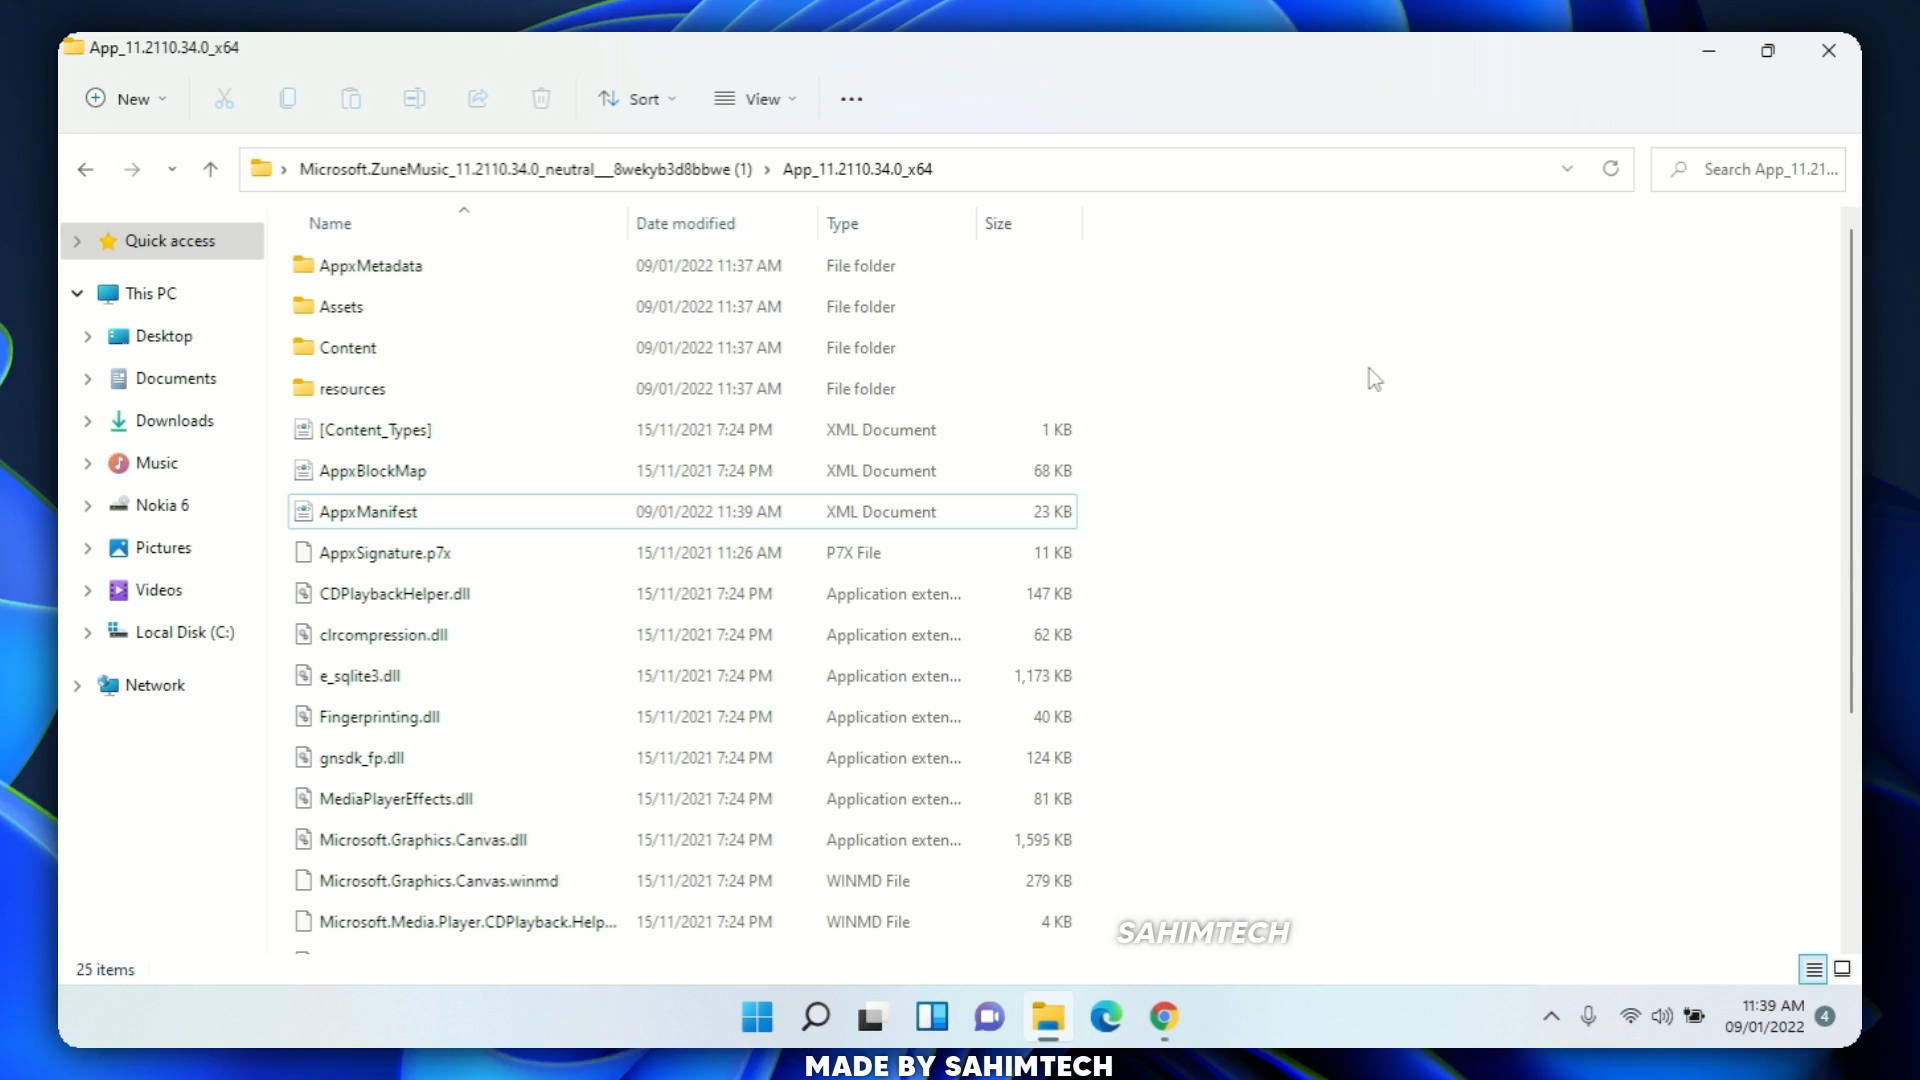 App_11.2110.34.0_x64
New
Sort
View
Microsoft.ZuneMusic_11.2110.34.0_neutral__8wekyb3d8bbwe (1) > App_11.2110.34.0_x64
Search App_11.21...
Name Date modified Type Size
Quick access
This PC
Desktop
Documents
Downloads
Music
Nokia 6
Pictures
Videos
Local Disk (C:)
Network
AppxMetadata 09/01/2022 11:37 AM File folder
Assets 09/01/2022 11:37 AM File folder
Content 09/01/2022 11:37 AM File folder
resources 09/01/2022 11:37 AM File folder
[Content_Types] 15/11/2021 7:24 PM XML Document 1 KB
AppxBlockMap 15/11/2021 7:24 PM XML Document 68 KB
AppxManifest 09/01/2022 11:39 AM XML Document 23 KB
AppxSignature.p7x 15/11/2021 11:26 AM P7X File 11 KB
CDPlaybackHelper.dll 15/11/2021 7:24 PM Application exten... 147 KB
clrcompression.dll 15/11/2021 7:24 PM Application exten... 62 KB
e_sqlite3.dll 15/11/2021 7:24 PM Application exten... 1,173 KB
Fingerprinting.dll 15/11/2021 7:24 PM Application exten... 40 KB
gnsdk_fp.dll 15/11/2021 7:24 PM Application exten... 124 KB
MediaPlayerEffects.dll 15/11/2021 7:24 PM Application exten... 81 KB
Microsoft.Graphics.Canvas.dll 15/11/2021 7:24 PM Application exten... 1,595 KB
Microsoft.Graphics.Canvas.winmd 15/11/2021 7:24 PM WINMD File 279 KB
Microsoft.Media.Player.CDPlayback.Help... 15/11/2021 7:24 PM WINMD File 4 KB
SAHIMTECH
25 items
11:39 AM
09/01/2022
4
MADE BY SAHIMTECH